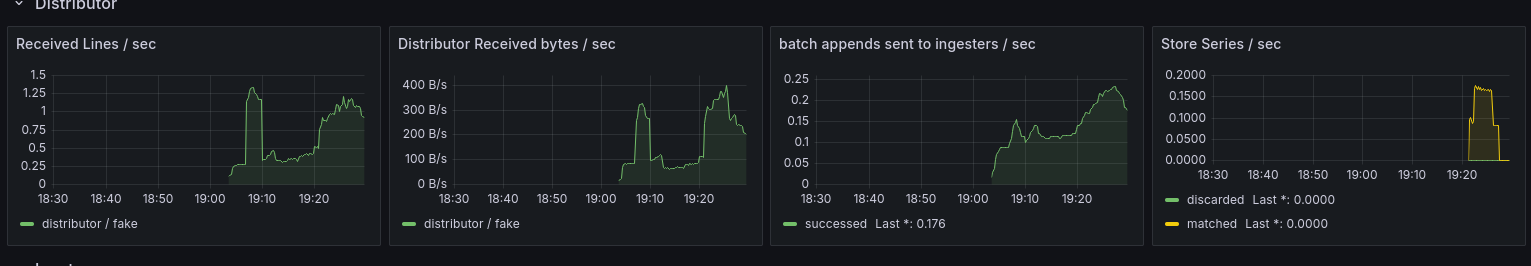 Distributor
Received Lines / sec
1.5
1.25
1
0.75
0.5
0.25
0
18:30 18:40 18:50 19:00 19:10 19:20
distributor / fake
Distributor Received bytes / sec
400 B/s
300 B/s
200 B/s
100 B/s
0 B/s
18:30 18:40 18:50 19:00 19:10 19:20
distributor / fake
batch appends sent to ingesters / sec
0.25
0.2
0.15
0.1
0.05
0
18:30 18:40 18:50 19:00 19:10 19:20
successed Last *: 0.176
Store Series / sec
0.2000
0.1500
0.1000
0.0500
0.0000
18:30 18:40 18:50 19:00 19:10 19:20
discarded Last *: 0.0000
matched Last *: 0.0000